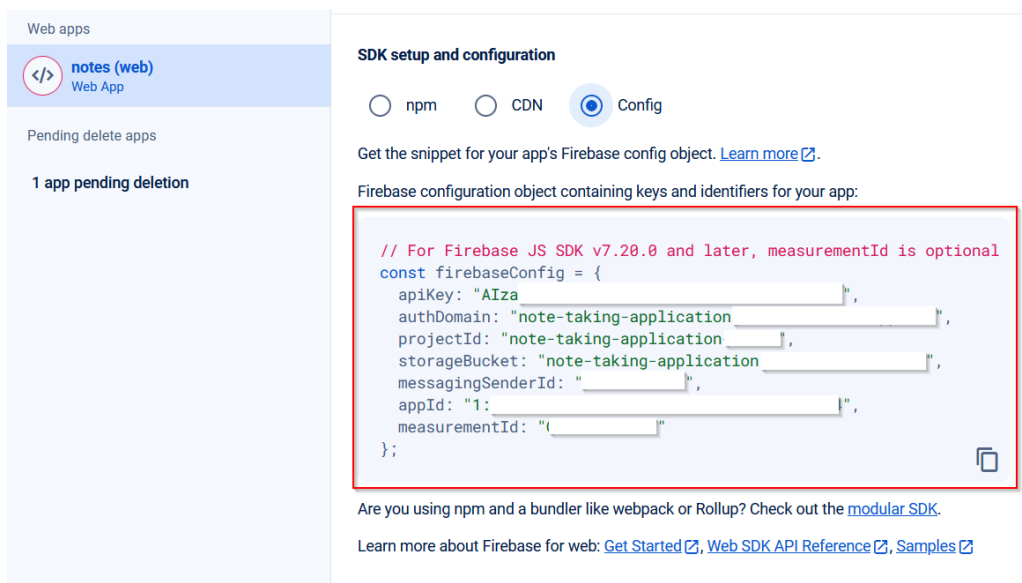 Web apps
</>
notes (web)
Web App
Pending delete apps
1 app pending deletion
SDK setup and configuration
npm
CDN
Config
Get the snippet for your app's Firebase config object. Learn more.
Firebase configuration object containing keys and identifiers for your app:
// For Firebase JS SDK v7.20.0 and later, measurementId is optional
const firebaseConfig = {
apiKey: "AIza",
authDomain: "note-taking-application",
projectId: "note-taking-application",
storageBucket: "note-taking-application",
messagingSenderId: "",
appId: "1:",
measurementId: ""
};
Are you using npm and a bundler like webpack or Rollup? Check out the modular SDK.
Learn more about Firebase for web: Get Started, Web SDK API Reference, Samples